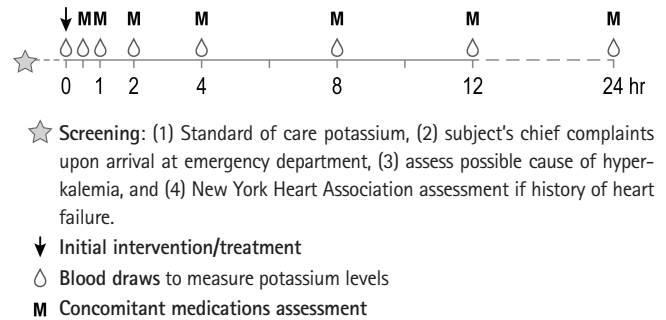 MM M M M M M
0 1 2 4 8 12 24 hr
Screening: (1) Standard of care potassium, (2) subject's chief complaints
upon arrival at emergency department, (3) assess possible cause of hyper-
kalemia, and (4) New York Heart Association assessment if history of heart
failure.
Initial intervention/treatment
Blood draws to measure potassium levels
M Concomitant medications assessment